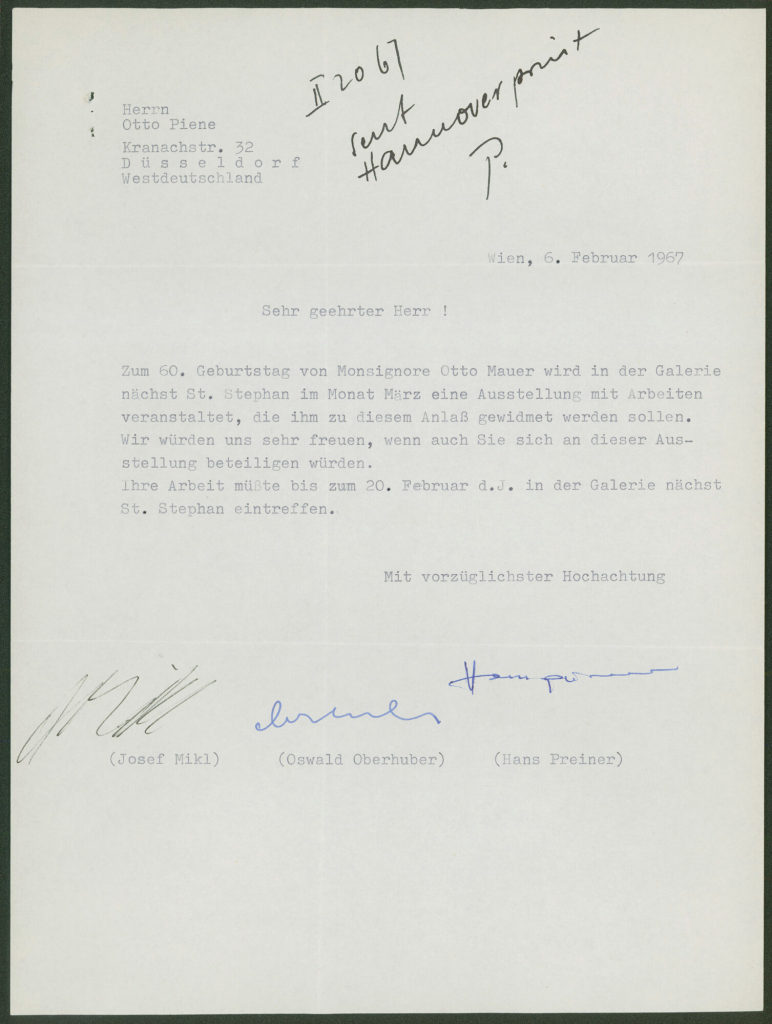 II 20 67
sent
Hannover print
P.
Herrn
Otto Piene
Kranachstr. 32
D ü s s e l d o r f
Westdeutschland
Wien, 6. Februar 1967
Sehr geehrter Herr !
Zum 60. Geburtstag von Monsignore Otto Mauer wird in der Galerie
nächst St. Stephan im Monat März eine Ausstellung mit Arbeiten
veranstaltet, die ihm zu diesem Anlaß gewidmet werden sollen.
Wir würden uns sehr freuen, wenn auch Sie sich an dieser Aus-
stellung beteiligen würden.
Ihre Arbeit müßte bis zum 20. Februar d.J. in der Galerie nächst
St. Stephan eintreffen.
Mit vorzüglichster Hochachtung
(Josef Mikl) (Oswald Oberhuber) (Hans Preiner)